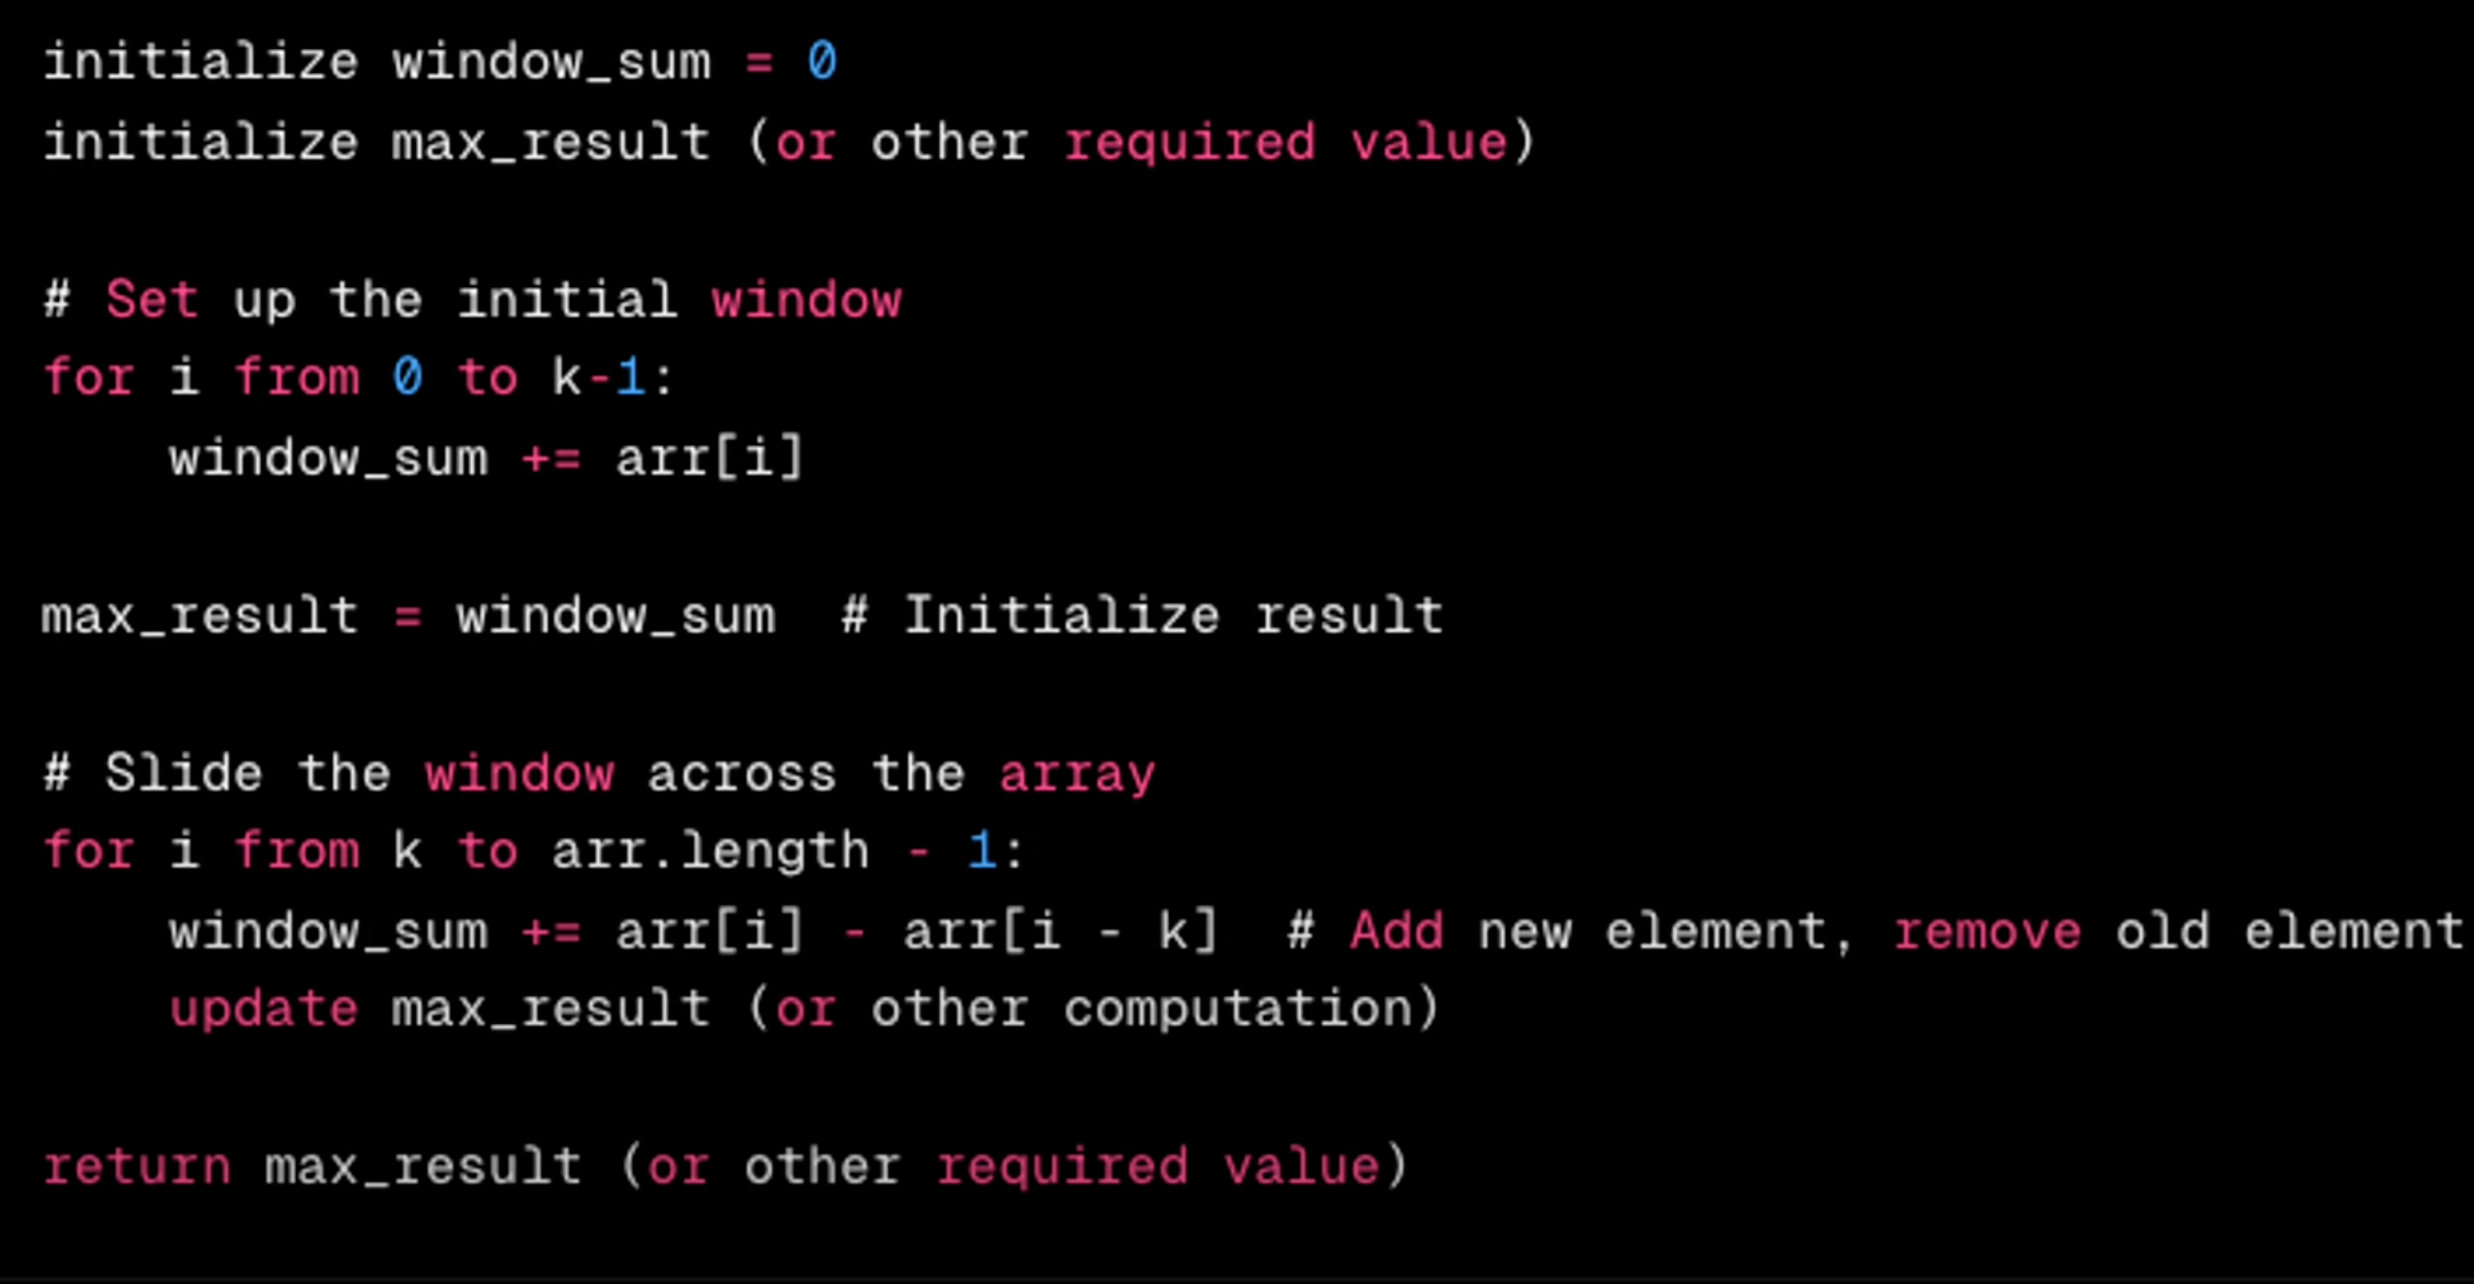 initialize window_sum = 0
initialize max_result (or other required value)
# Set up the initial window
for i from 0 to k-1:
    window_sum += arr[i]
max_result = window_sum  # Initialize result
# Slide the window across the array
for i from k to arr.length - 1:
    window_sum += arr[i] - arr[i - k]  # Add new element, remove old element
    update max_result (or other computation)
return max_result (or other required value)